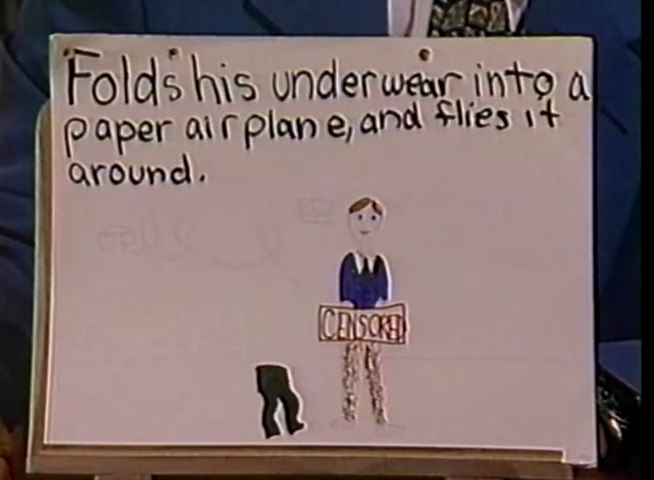 Folds his underwear into a
paper airplane, and flies it
around.
CENSORED